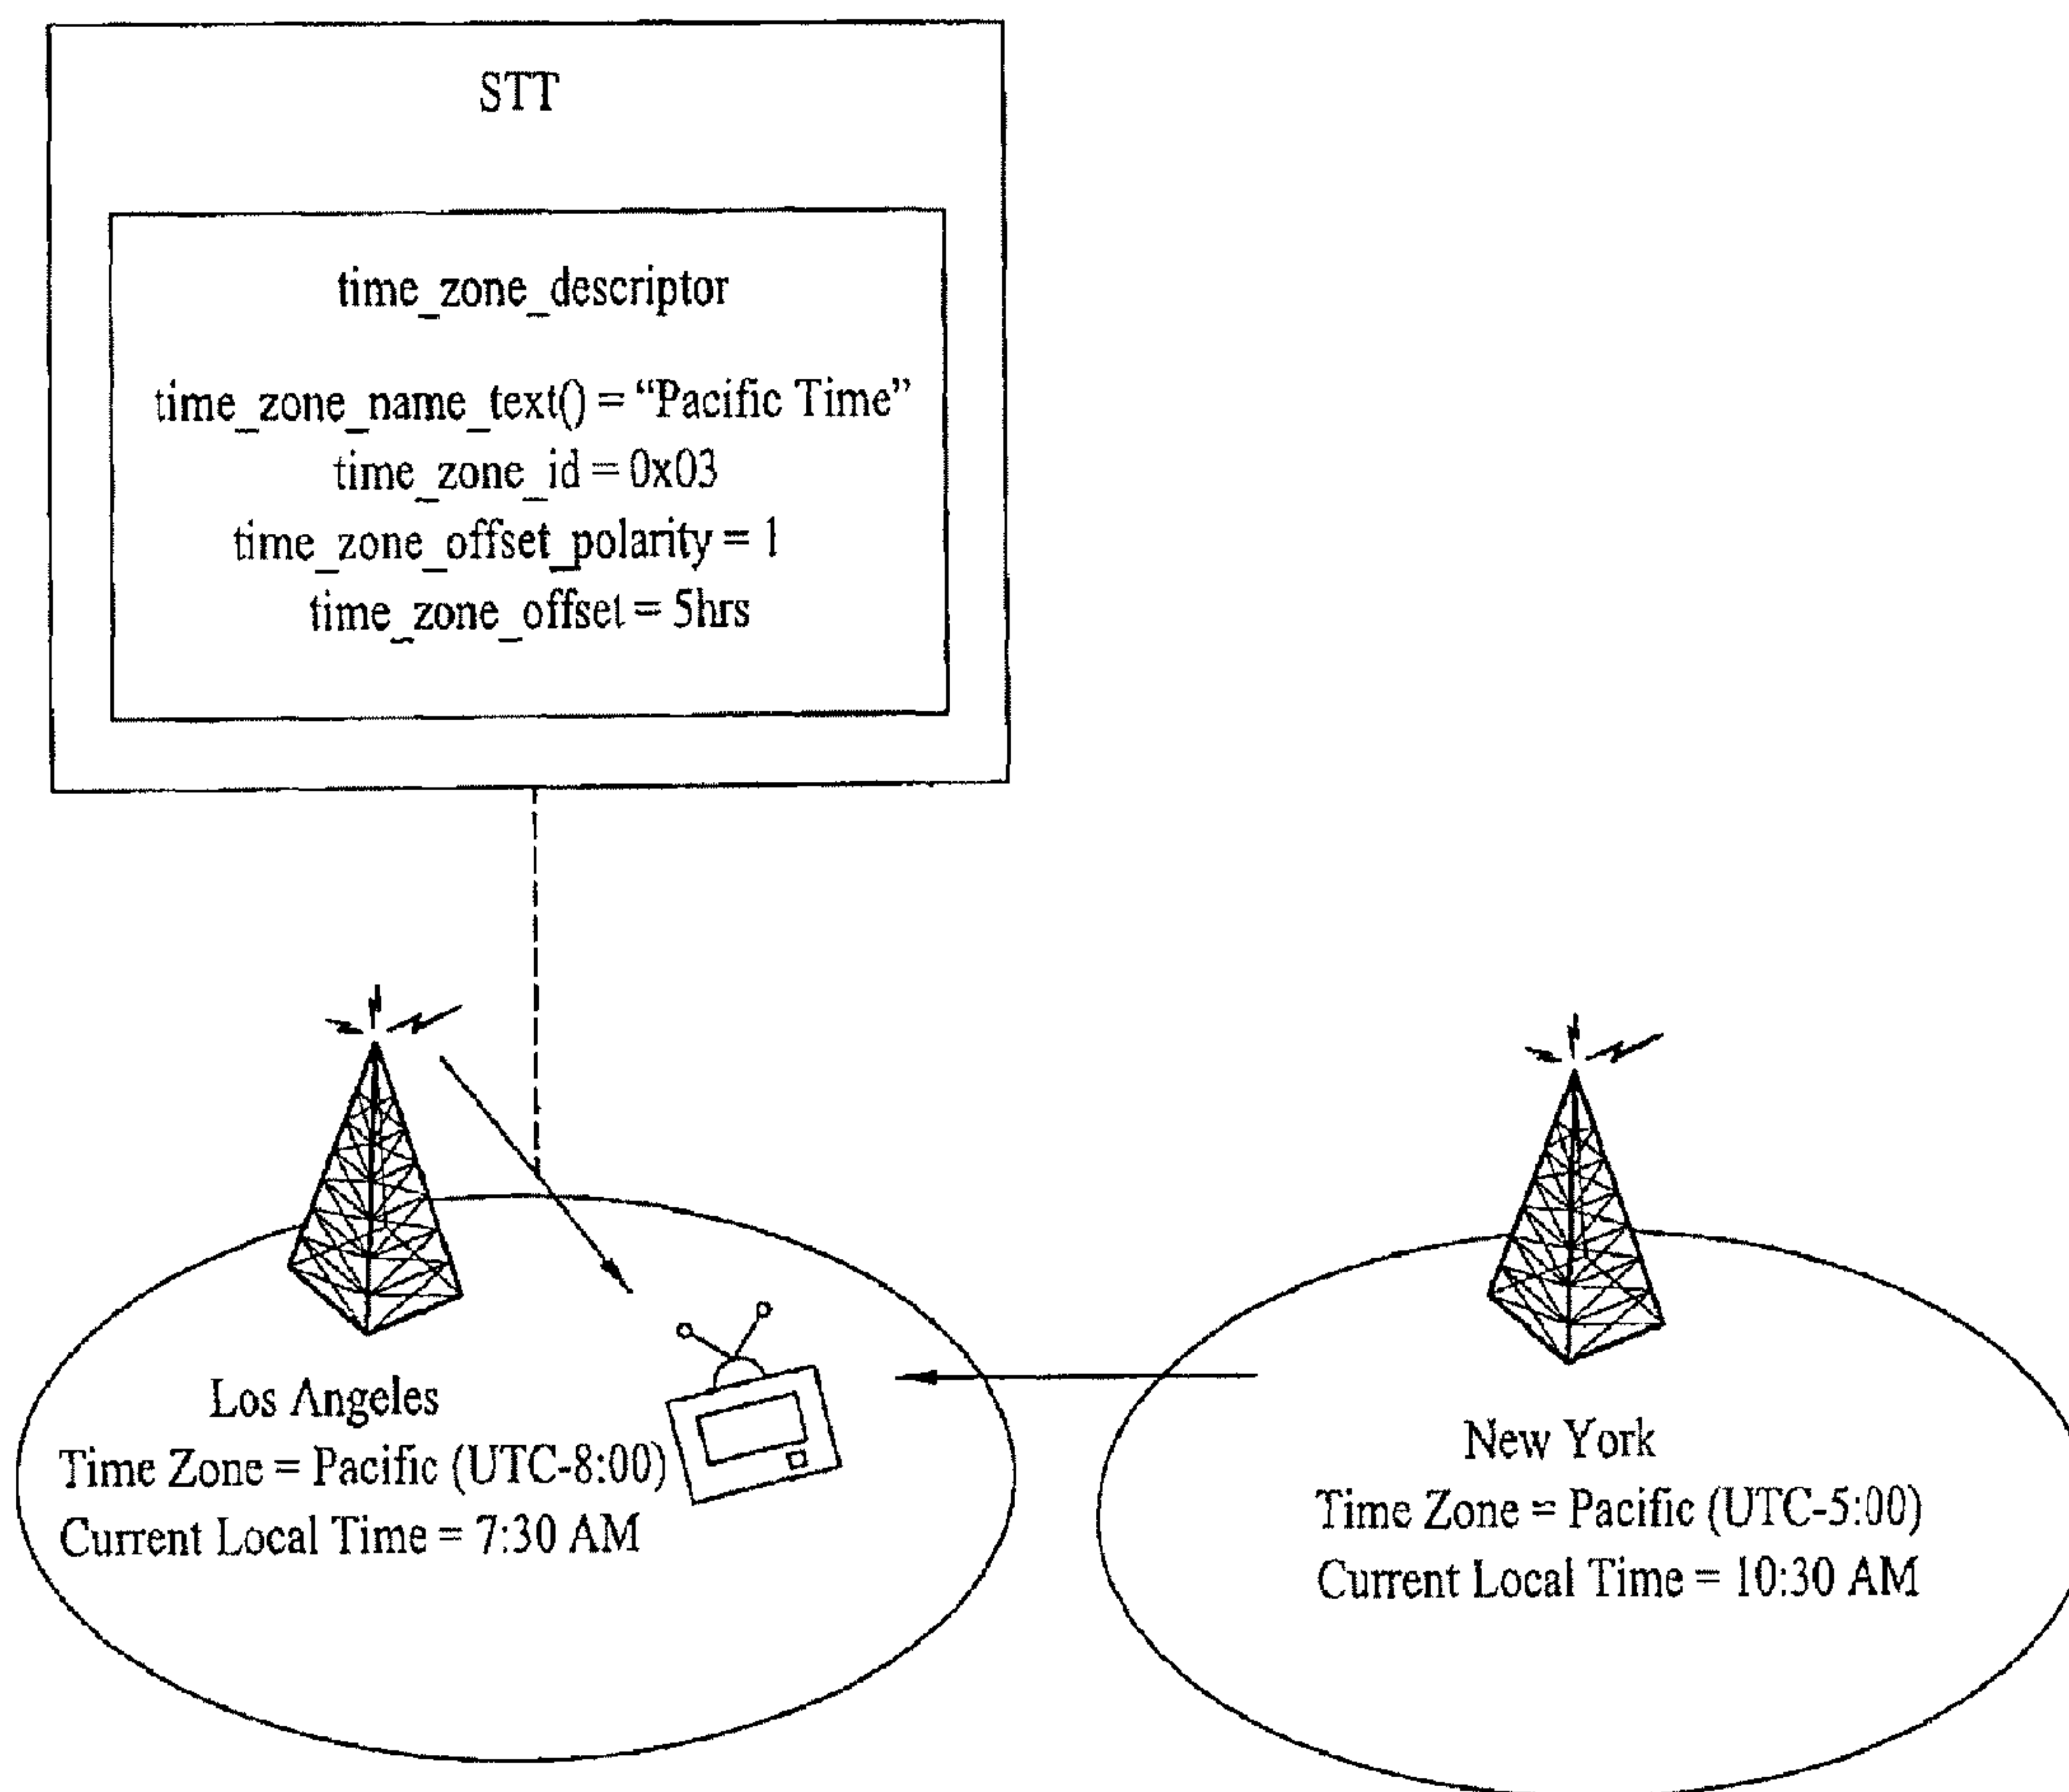 STT
time_zone_descriptor
time_zone_name_text() = “Pacific Time”
time_zone_id = 0x03
time_zone_offset_polarity = 1
time_zone_offset = 5hrs
Los Angeles
Time Zone = Pacific (UTC-8:00)
Current Local Time = 7:30 AM
New York
Time Zone = Pacific (UTC-5:00)
Current Local Time = 10:30 AM